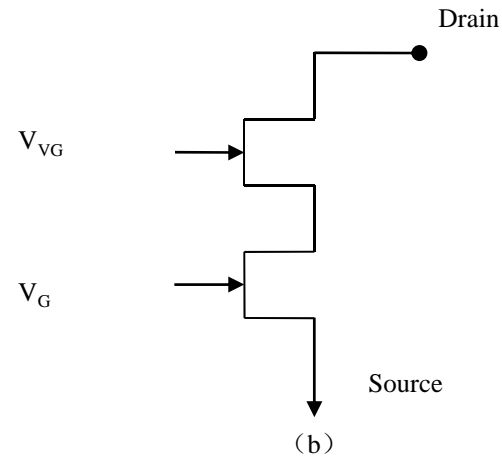 Drain
V_VG
V_G
Source
（b）